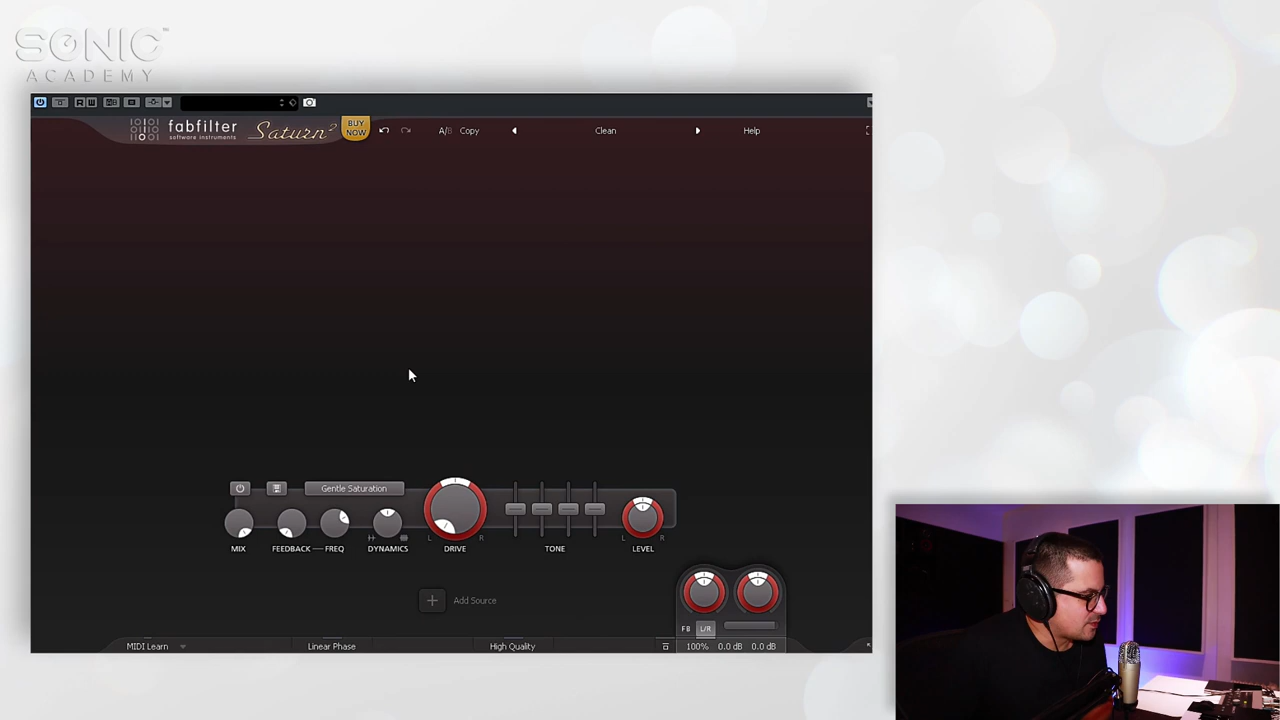 SONIC™
ACADEMY
fabfilter
software instruments
Saturn 2
BUY
NOW
A/B
Copy
Clean
Help
Gentle Saturation
MIX
FEEDBACK
FREQ
DYNAMICS
DRIVE
L
R
TONE
LEVEL
L
R
Add Source
FB
L/R
MIDI Learn
Linear Phase
High Quality
100%
0.0 dB
0.0 dB